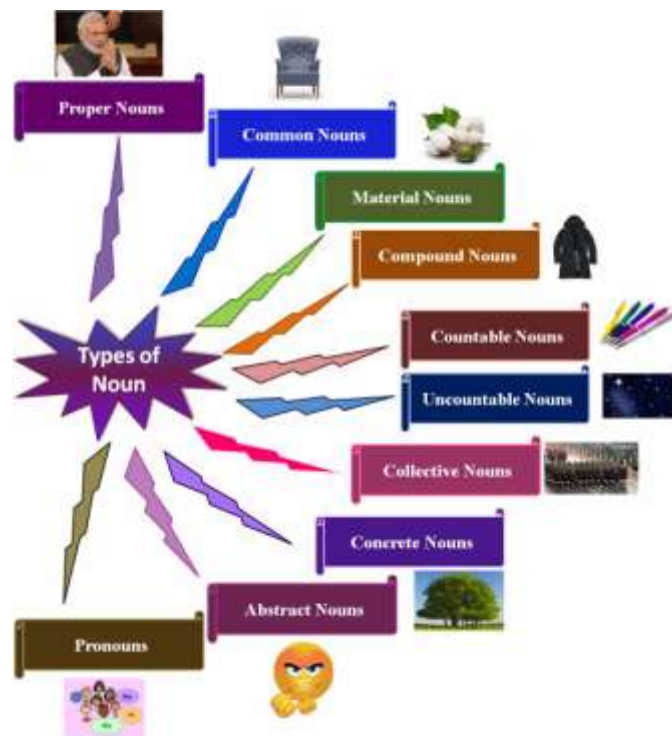 Proper Nouns
Common Nouns
Material Nouns
Compound Nouns
Countable Nouns
Types of
Noun
Uncountable Nouns
Collective Nouns
Concrete Nouns
Abstract Nouns
Pronouns